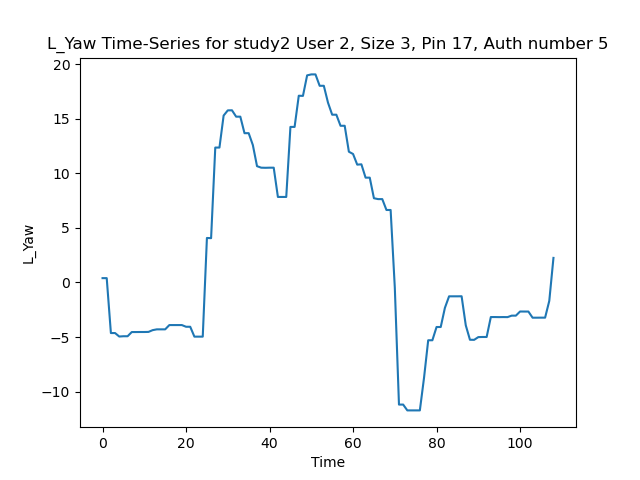 L_Yaw Time-Series for study2 User 2, Size 3, Pin 17, Auth number 5
20
15
10
5
0
−5
−10
L_Yaw
0 20 40 60 80 100
Time